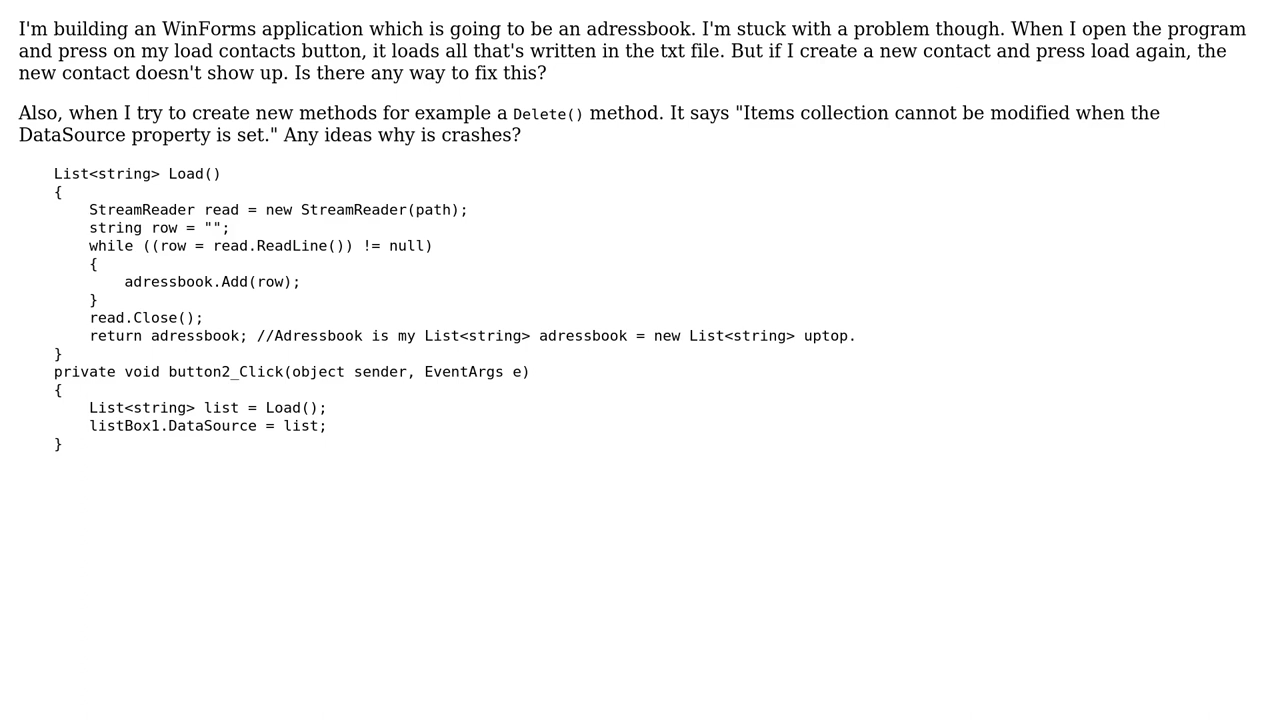 I'm building an WinForms application which is going to be an adressbook. I'm stuck with a problem though. When I open the program
and press on my load contacts button, it loads all that's written in the txt file. But if I create a new contact and press load again, the
new contact doesn't show up. Is there any way to fix this?
Also, when I try to create new methods for example a Delete() method. It says "Items collection cannot be modified when the
DataSource property is set." Any ideas why is crashes?
List<string> Load()
{
    StreamReader read = new StreamReader(path);
    string row = "";
    while ((row = read.ReadLine()) != null)
    {
        adressbook.Add(row);
    }
    read.Close();
    return adressbook; //Adressbook is my List<string> adressbook = new List<string> uptop.
}
private void button2_Click(object sender, EventArgs e)
{
    List<string> list = Load();
    listBox1.DataSource = list;
}